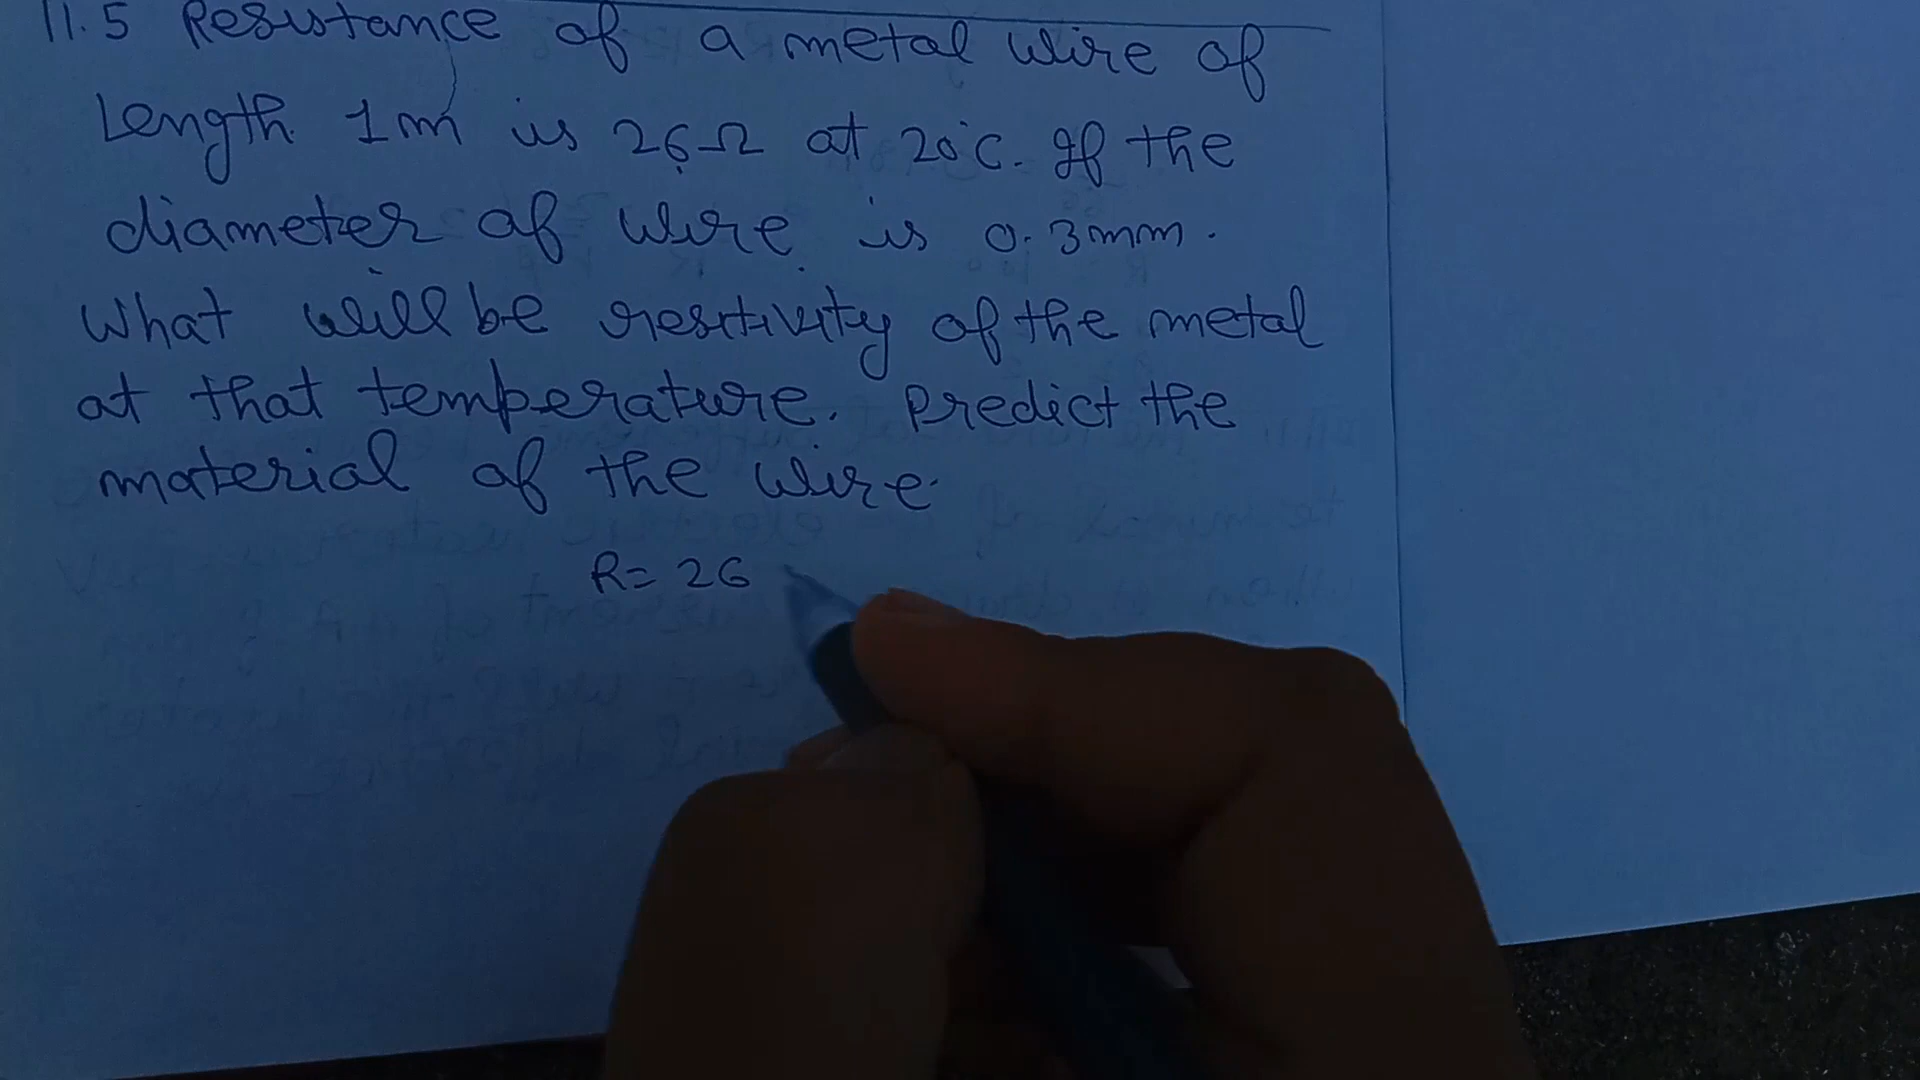 11.5 Resistance of a metal wire of
Length 1m is 26Ω at 20°C. If the
diameter of wire is 0.3mm.
What will be resitivity of the metal
at that temperature. Predict the
material of the wire.
R= 26